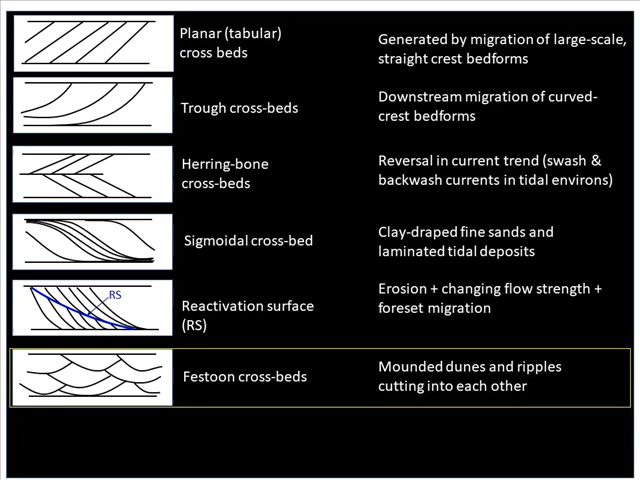 Planar (tabular)
cross beds
Generated by migration of large-scale,
straight crest bedforms
Trough cross-beds
Downstream migration of curved-
crest bedforms
Herring-bone
cross-beds
Reversal in current trend (swash &
backwash currents in tidal environs)
Sigmoidal cross-bed
Clay-draped fine sands and
laminated tidal deposits
RS
Reactivation surface
(RS)
Erosion + changing flow strength +
foreset migration
Festoon cross-beds
Mounded dunes and ripples
cutting into each other